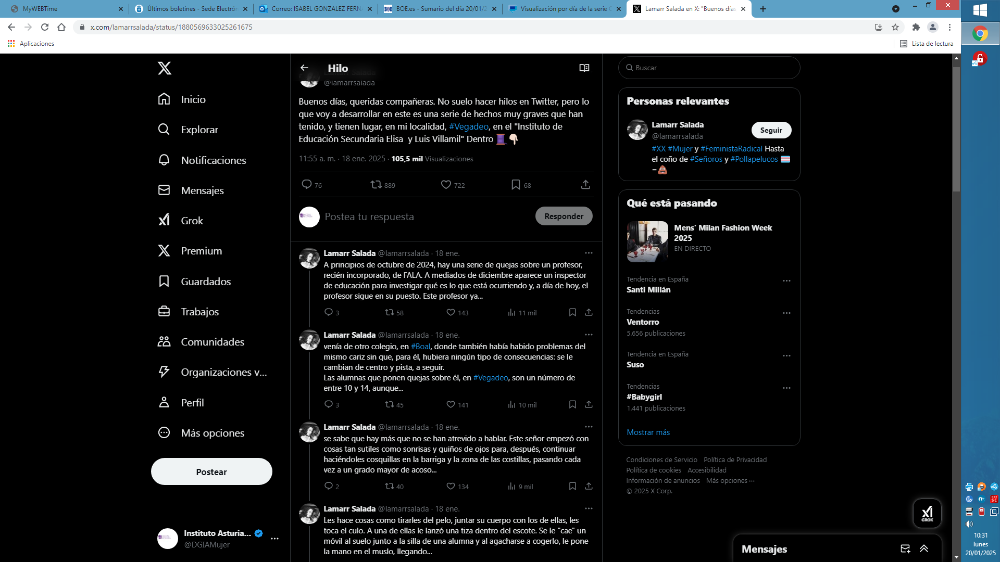 MyWEBTime
Últimos boletines - Sede Electrón
Correo: ISABEL GONZALEZ FERN
BOE.es - Sumario del día 20/01/2
Visualización por día de la serie C
Lamarr Salada en X: "Buenos días
x.com/lamarrsalada/status/1880569633025261675
Aplicaciones
Lista de lectura
Inicio
Explorar
Notificaciones
Mensajes
Grok
Premium
Guardados
Trabajos
Comunidades
Organizaciones v...
Perfil
Más opciones
Postear
Instituto Asturia...
@DGIAMujer
Hilo
Lamarr Salada
@lamarrsalada
Buenos días, queridas compañeras. No suelo hacer hilos en Twitter, pero lo
que voy a desarrollar en este es una serie de hechos muy graves que han
tenido, y tienen lugar, en mi localidad, #Vegadeo, en el "Instituto de
Educación Secundaria Elisa y Luis Villamil" Dentro 🧵👇🏻
11:55 a. m. · 18 ene. 2025 · 105,5 mil Visualizaciones
76 889 722 68
Postea tu respuesta
Responder
Lamarr Salada @lamarrsalada · 18 ene.
A principios de octubre de 2024, hay una serie de quejas sobre un profesor,
recién incorporado, de FALA. A mediados de diciembre aparece un inspector
de educación para investigar qué es lo que está ocurriendo y, a día de hoy, el
profesor sigue en su puesto. Este profesor ya...
3 58 143 11 mil
Lamarr Salada @lamarrsalada · 18 ene.
venía de otro colegio, en #Boal, donde también había habido problemas del
mismo cariz sin que, para él, hubiera ningún tipo de consecuencias: se le
cambian de centro y pista, a seguir.
Las alumnas que ponen quejas sobre él, en #Vegadeo, son un número de
entre 10 y 14, aunque...
3 45 141 10 mil
Lamarr Salada @lamarrsalada · 18 ene.
se sabe que hay más que no se han atrevido a hablar. Este señor empezó con
cosas tan sutiles como sonrisas y guiños de ojos para, después, continuar
haciéndoles cosquillas en la barriga y la zona de las costillas, pasando cada
vez a un grado mayor de acoso...
2 40 134 9 mil
Lamarr Salada @lamarrsalada · 18 ene.
Les hace cosas como tirarles del pelo, juntar su cuerpo con los de ellas, les
toca el culo. A una de ellas le lanzó una tiza dentro del escote. Se le "cae" un
móvil al suelo junto a la silla de una alumna y al agacharse a cogerlo, le pone
la mano en el muslo, llegando...
Buscar
Personas relevantes
Lamarr Salada
@lamarrsalada
Seguir
#XX #Mujer y #FeministaRadical Hasta
el coño de #Señoros y #Pollapelucos
=💩
Qué está pasando
Mens' Milan Fashion Week
2025
EN DIRECTO
Tendencia en España
Santi Millán
Tendencias
Ventorro
5.656 publicaciones
Tendencia en España
Suso
Tendencias
#Babygirl
1.441 publicaciones
Mostrar más
Condiciones de Servicio Política de Privacidad
Política de cookies Accesibilidad
Información de anuncios Más opciones ···
© 2025 X Corp.
GROK
Mensajes
10:31
lunes
20/01/2025